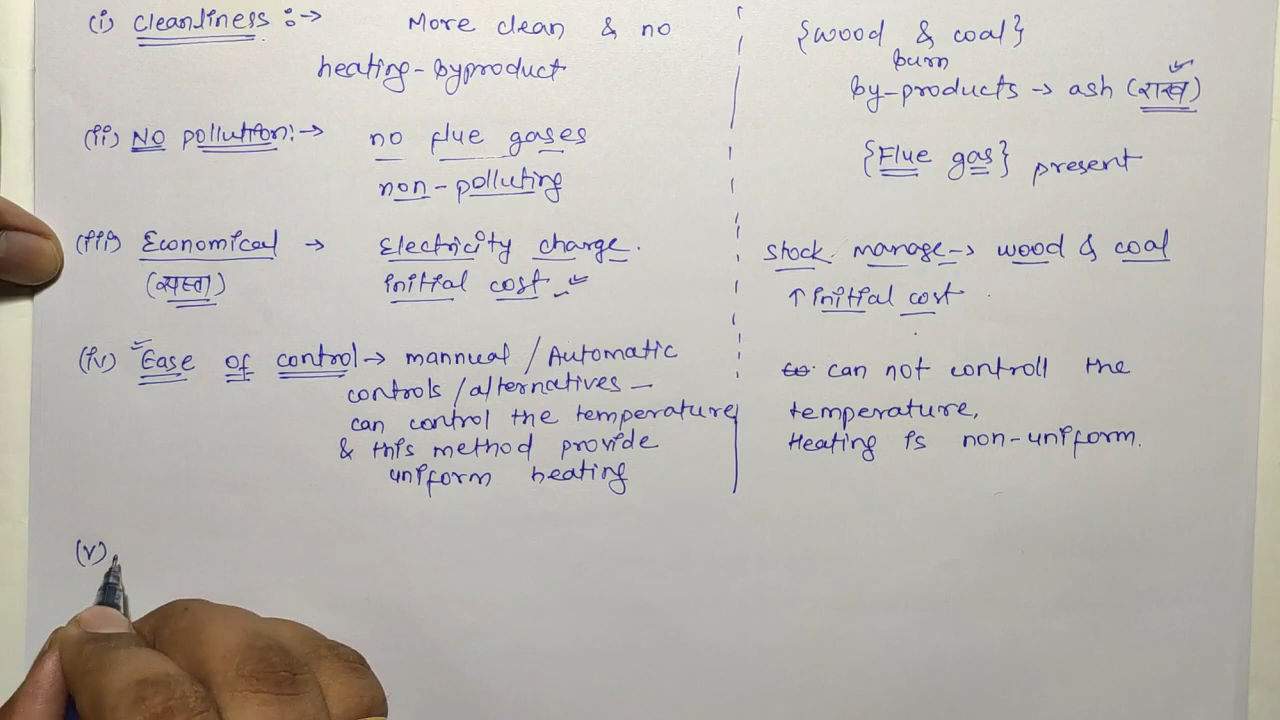 (i) Cleanliness :→ More clean & no
heating-byproduct
(ii) NO pollution:→ no flue gases
non-polluting
(iii) Economical → Electricity charge.
(सस्ता) initial cost
(iv) Ease of control → mannual / Automatic
controls / alternatives –
can control the temperature
& this method provide
uniform heating
(v)
{wood & coal}
burn
by-products → ash (राख)
{Flue gas} present
stock manage → wood & coal
↑ initial cost
can not controll the
temperature,
Heating is non-uniform.